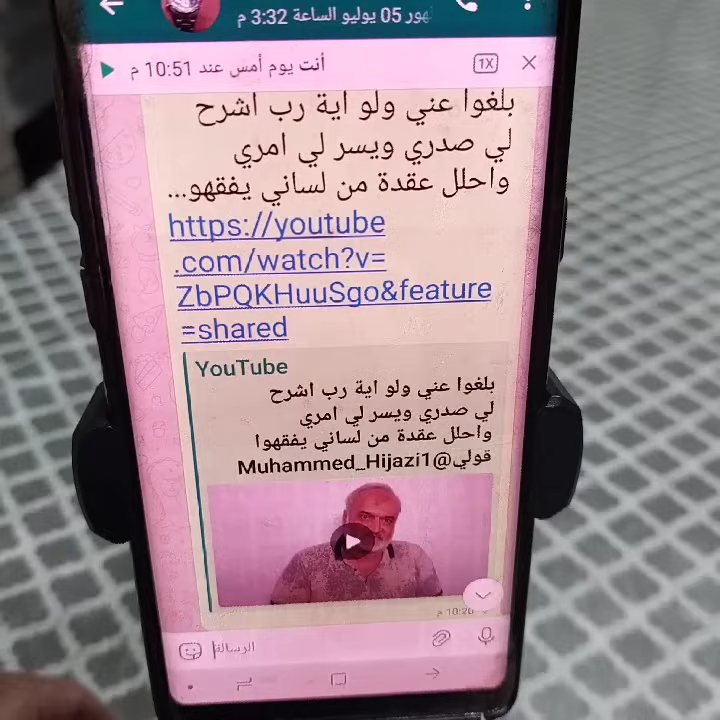 هور 05 يوليو الساعة 3:32 م
أنت يوم أمس عند 10:51 م
1X
بلغوا عني ولو اية رب اشرح
لي صدري ويسر لي امري
واحلل عقدة من لساني يفقهو...
https://youtube
.com/watch?v=
ZbPQKHuuSgo&feature
=shared
YouTube
بلغوا عني ولو اية رب اشرح
لي صدري ويسر لي امري
واحلل عقدة من لساني يفقهوا
قولي@Muhammed_Hijazi1
10:20 م
الرسالة